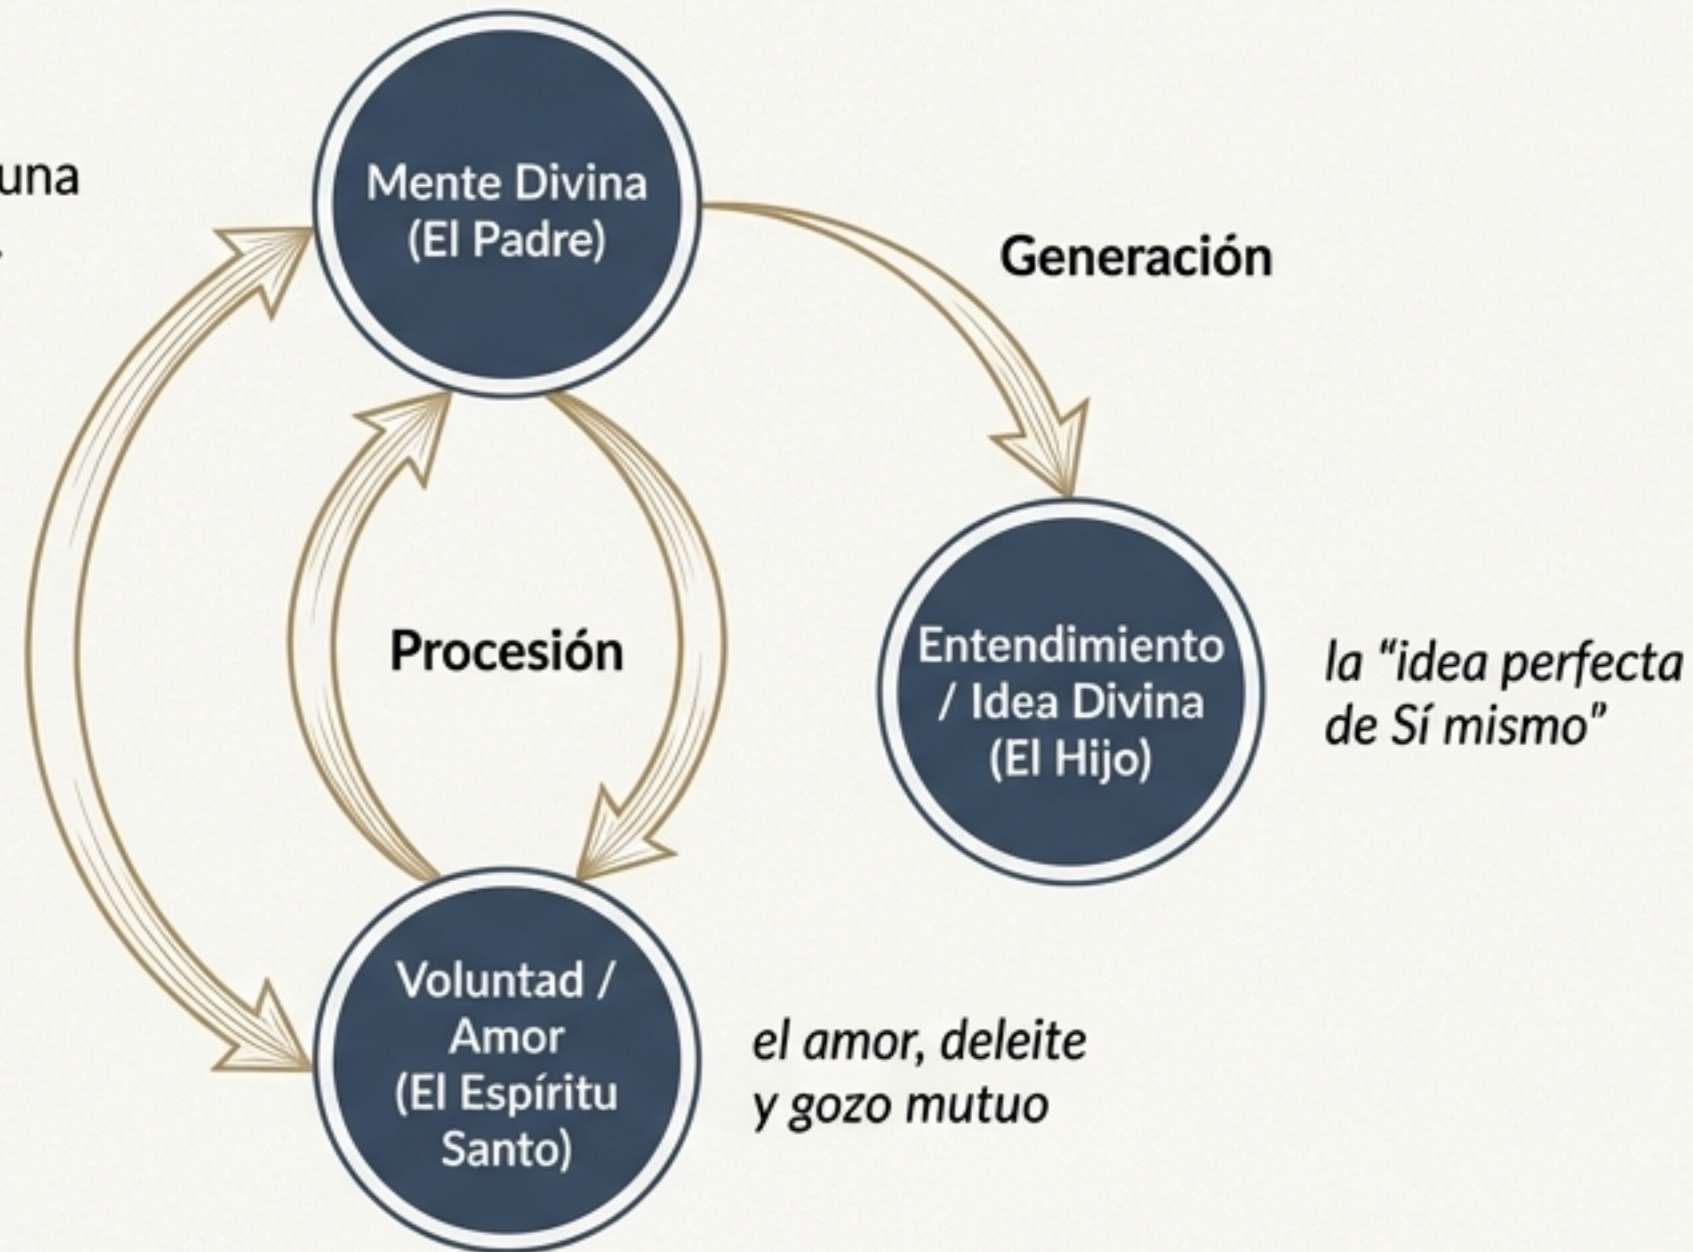 una
Mente Divina
(El Padre)
Generación
Procesión
Entendimiento
/ Idea Divina
(El Hijo)
la “idea perfecta
de Sí mismo”
Voluntad /
Amor
(El Espíritu
Santo)
el amor, deleite
y gozo mutuo